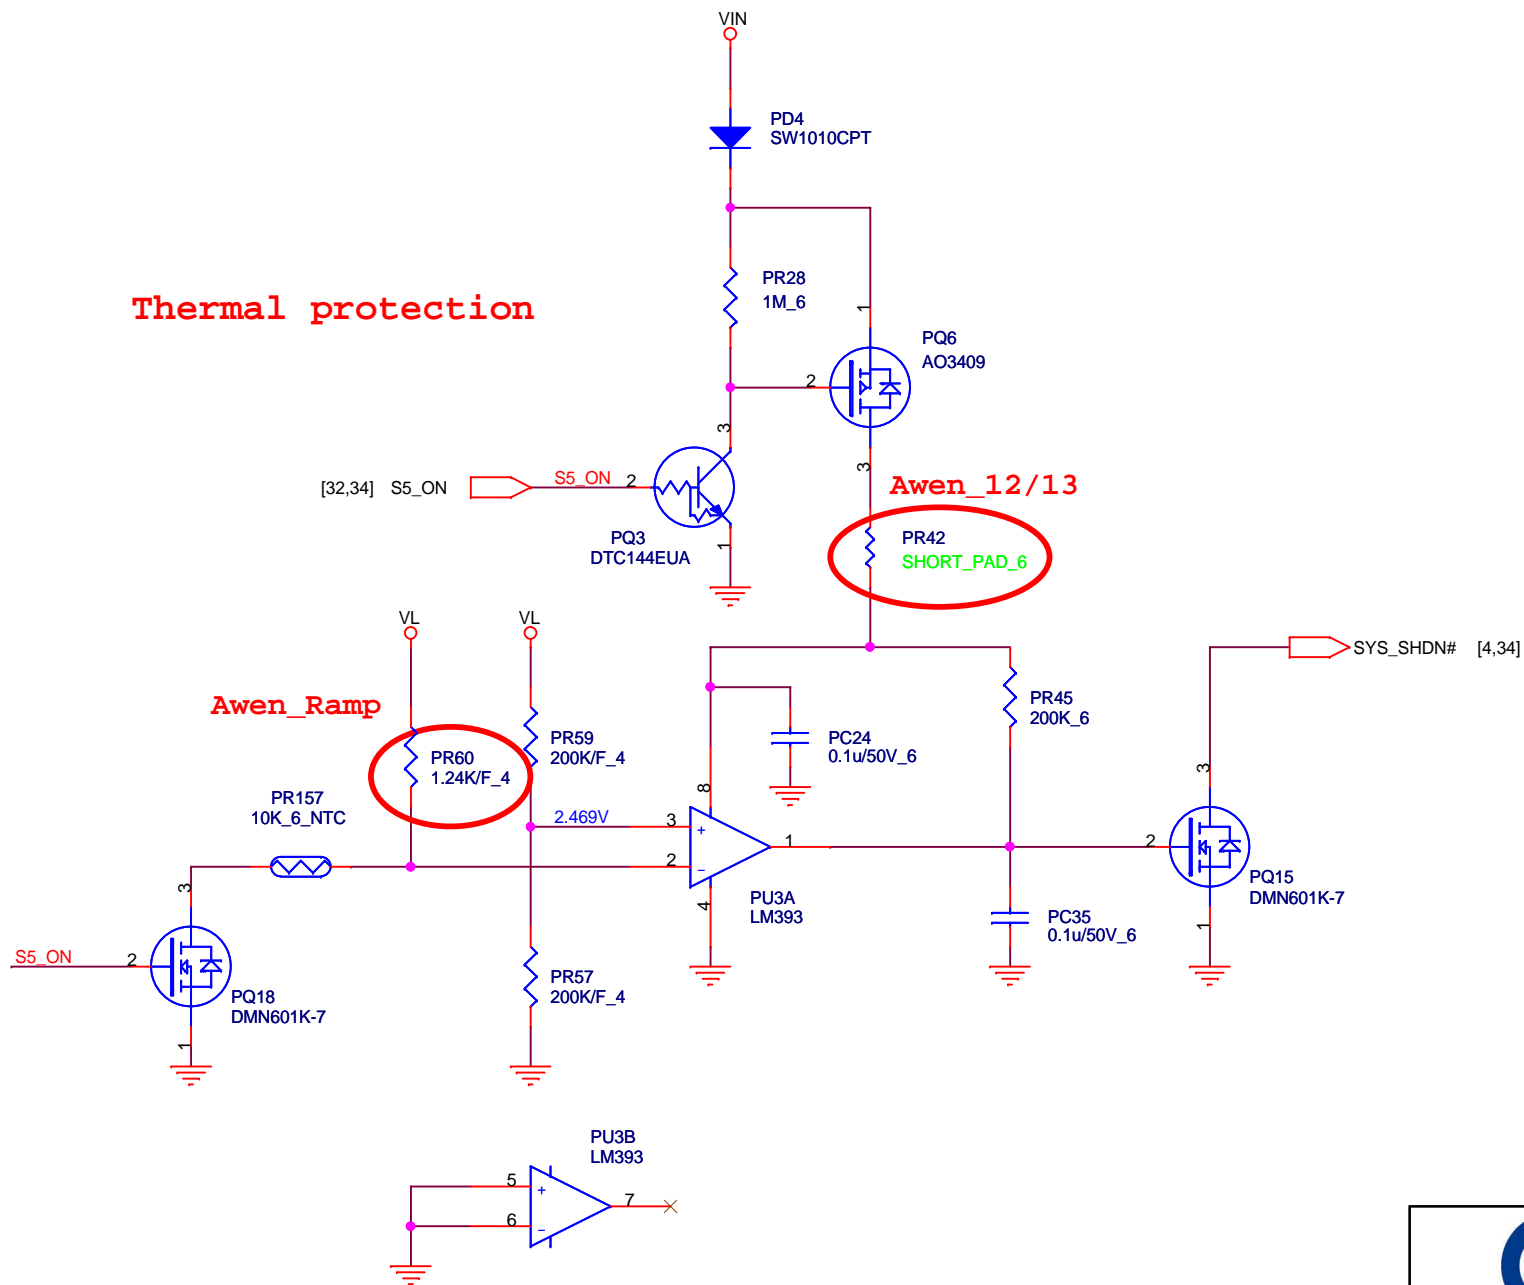 VIN
PD4
SW1010CPT
Thermal protection
PR28
1M_6
1
PQ6
AO3409
2
3
3
[32,34] S5_ON
S5_ON 2
Awen_12/13
PQ3
DTC144EUA
1
PR42
SHORT_PAD_6
VL
VL
SYS_SHDN# [4,34]
Awen_Ramp
PR45
200K_6
PR59
200K/F_4
PR60
1.24K/F_4
PC24
0.1u/50V_6
PR157
10K_6_NTC
8
3
2.469V
3
+
2
-
1
2
4
PU3A
LM393
PQ15
DMN601K-7
3
PC35
0.1u/50V_6
1
S5_ON
2
PQ18
DMN601K-7
PR57
200K/F_4
1
PU3B
LM393
5
+
7
6
-